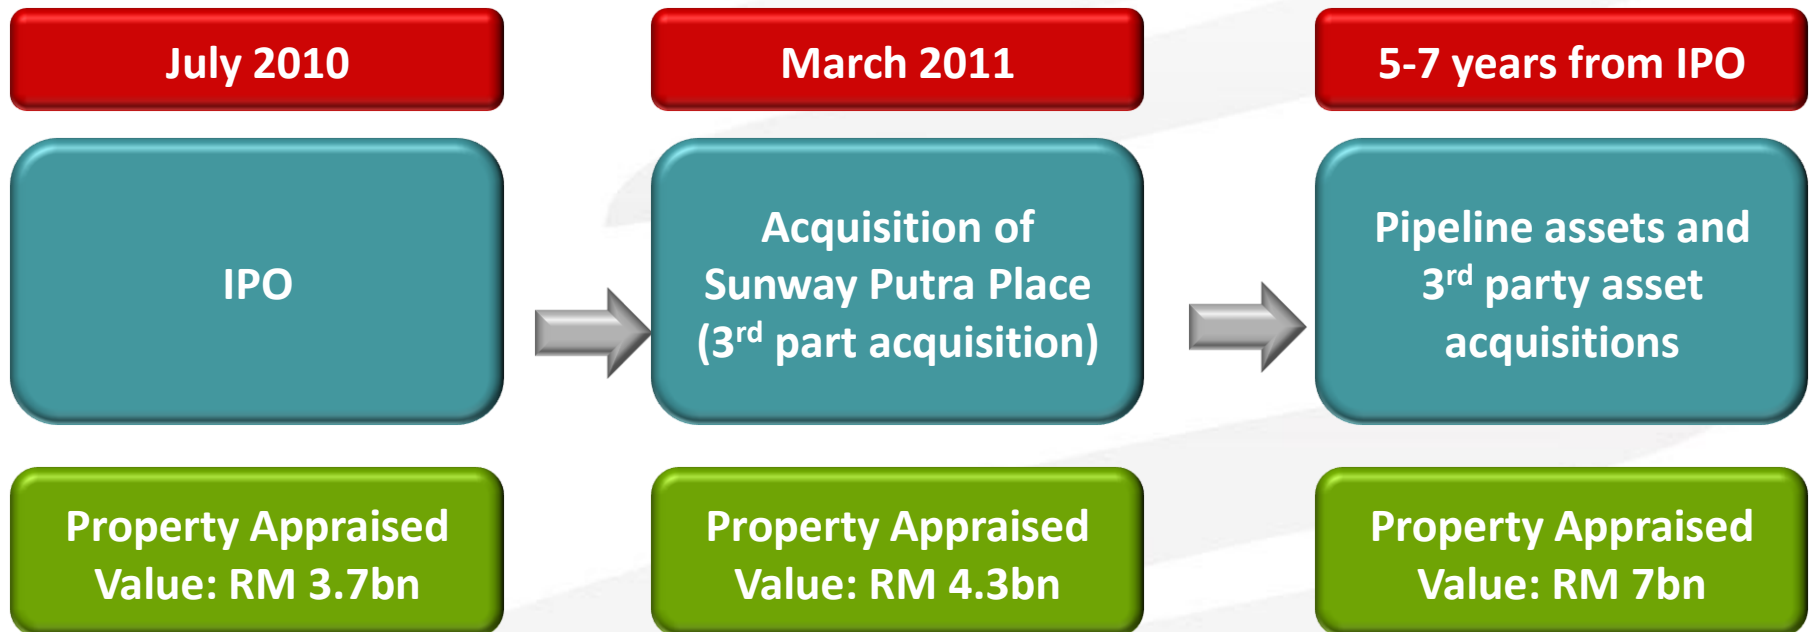 July 2010
March 2011
5-7 years from IPO
IPO
Acquisition of
Sunway Putra Place
(3rd part acquisition)
Pipeline assets and
3rd party asset
acquisitions
Property Appraised
Value: RM 3.7bn
Property Appraised
Value: RM 4.3bn
Property Appraised
Value: RM 7bn